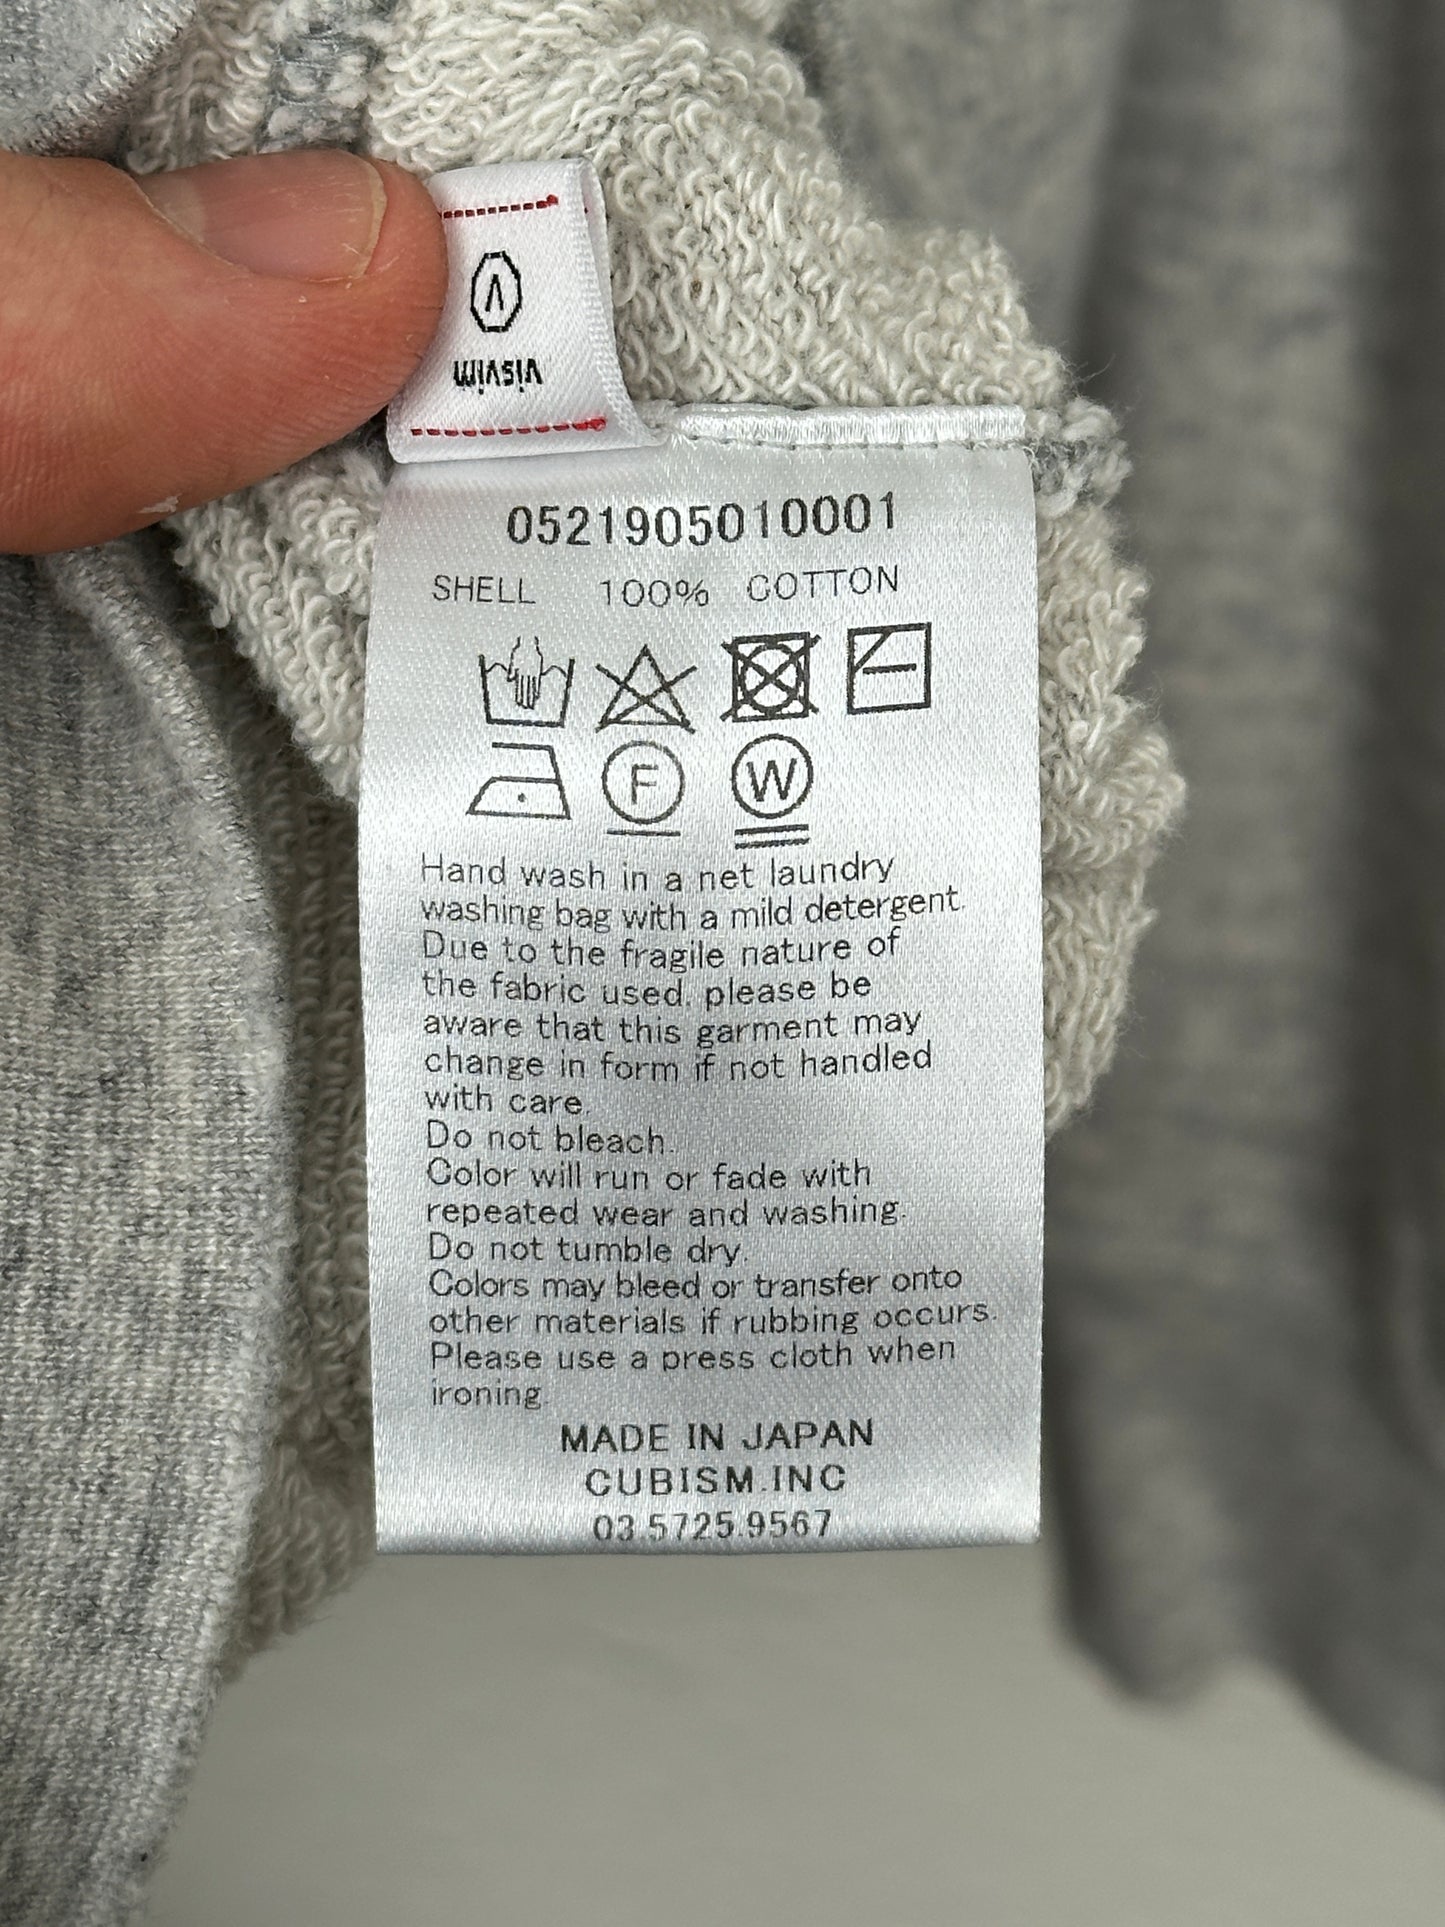 visvim
0521905010001
SHELL 100% COTTON
F W
Hand wash in a net laundry
washing bag with a mild detergent.
Due to the fragile nature of
the fabric used, please be
aware that this garment may
change in form if not handled
with care.
Do not bleach.
Color will run or fade with
repeated wear and washing.
Do not tumble dry.
Colors may bleed or transfer onto
other materials if rubbing occurs.
Please use a press cloth when
ironing.
MADE IN JAPAN
CUBISM.INC
03.5725.9567